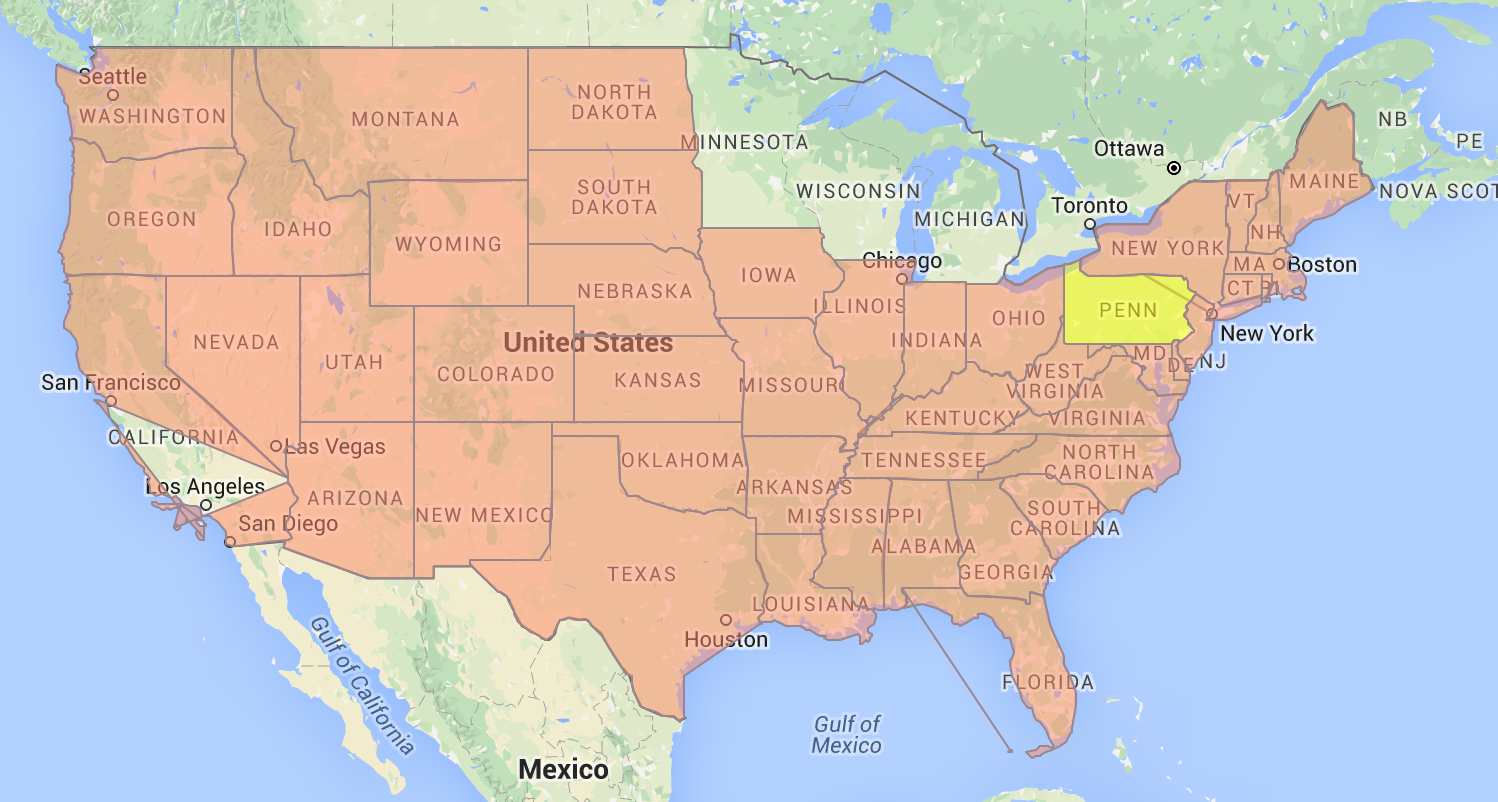 Seattle
WASHINGTON
MONTANA
NORTH
DAKOTA
MINNESOTA
Ottawa
NB
PE
SOUTH
DAKOTA
WISCONSIN
MICHIGAN
Toronto
MAINE
NOVA SCOT
OREGON
IDAHO
WYOMING
VT
NH
NEW YORK
Chicago
IOWA
MA
Boston
CT
RI
NEBRASKA
ILLINOIS
OHIO
PENN
New York
NEVADA
UTAH
United States
COLORADO
KANSAS
MISSOURI
INDIANA
MD
DE
NJ
WEST
VIRGINIA
San Francisco
KENTUCKY
VIRGINIA
CALIFORNIA
Las Vegas
OKLAHOMA
TENNESSEE
NORTH
CAROLINA
Los Angeles
ARIZONA
NEW MEXICO
ARKANSAS
MISSISSIPPI
SOUTH
CAROLINA
San Diego
ALABAMA
GEORGIA
TEXAS
LOUISIANA
Houston
Gulf of California
FLORIDA
Gulf of
Mexico
Mexico